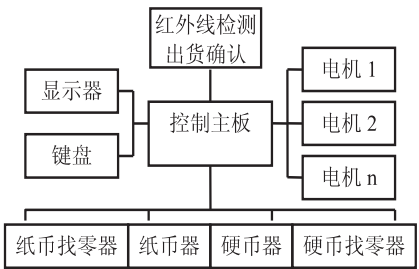 红外线检测
出货确认
显示器
键盘
控制主板
电机 1
电机 2
电机 n
纸币找零器
纸币器
硬币器
硬币找零器